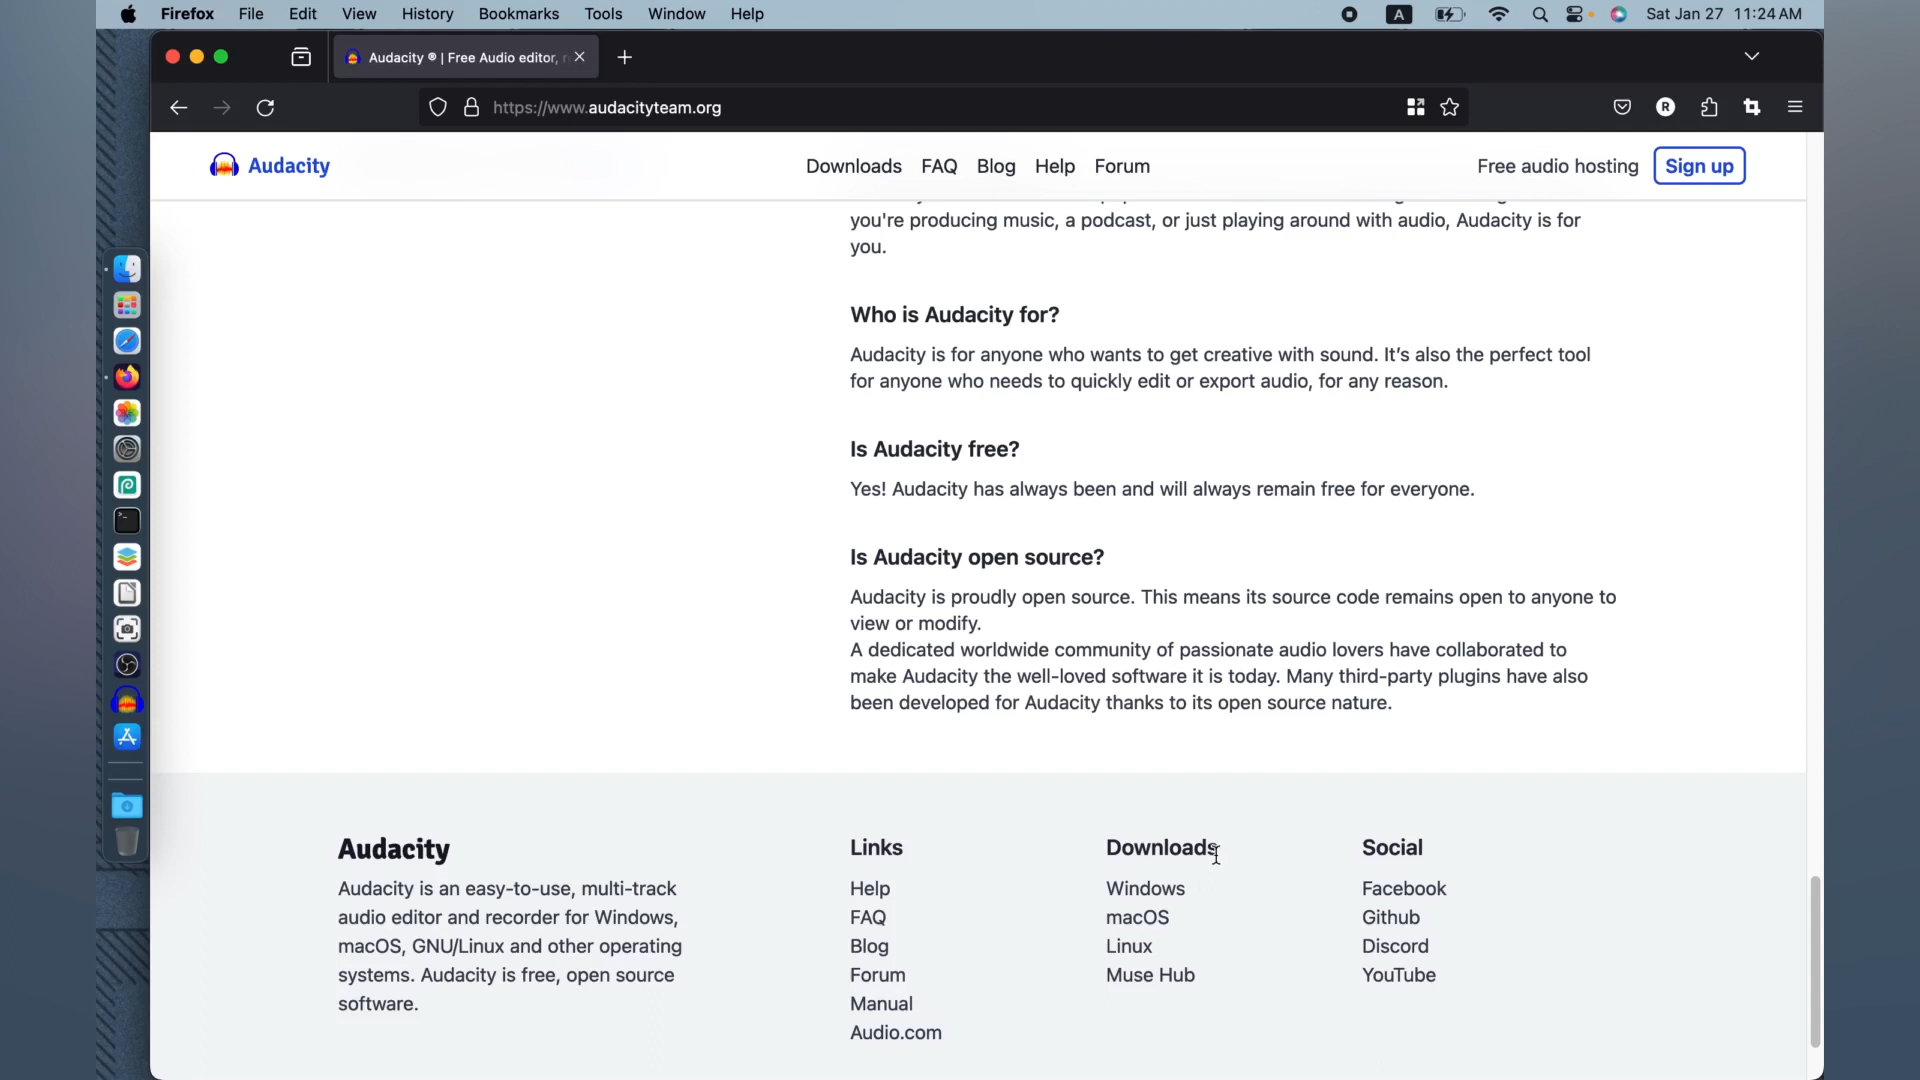 Firefox File Edit View History Bookmarks Tools Window Help
A
Sat Jan 27 11:24 AM
Audacity ® | Free Audio editor, r
https://www.audacityteam.org
R
Audacity
Downloads FAQ Blog Help Forum
Free audio hosting
Sign up
you're producing music, a podcast, or just playing around with audio, Audacity is for
you.
Who is Audacity for?
Audacity is for anyone who wants to get creative with sound. It’s also the perfect tool
for anyone who needs to quickly edit or export audio, for any reason.
Is Audacity free?
Yes! Audacity has always been and will always remain free for everyone.
Is Audacity open source?
Audacity is proudly open source. This means its source code remains open to anyone to
view or modify.
A dedicated worldwide community of passionate audio lovers have collaborated to
make Audacity the well-loved software it is today. Many third-party plugins have also
been developed for Audacity thanks to its open source nature.
Audacity
Audacity is an easy-to-use, multi-track
audio editor and recorder for Windows,
macOS, GNU/Linux and other operating
systems. Audacity is free, open source
software.
Links
Help
FAQ
Blog
Forum
Manual
Audio.com
Downloads
Windows
macOS
Linux
Muse Hub
Social
Facebook
Github
Discord
YouTube